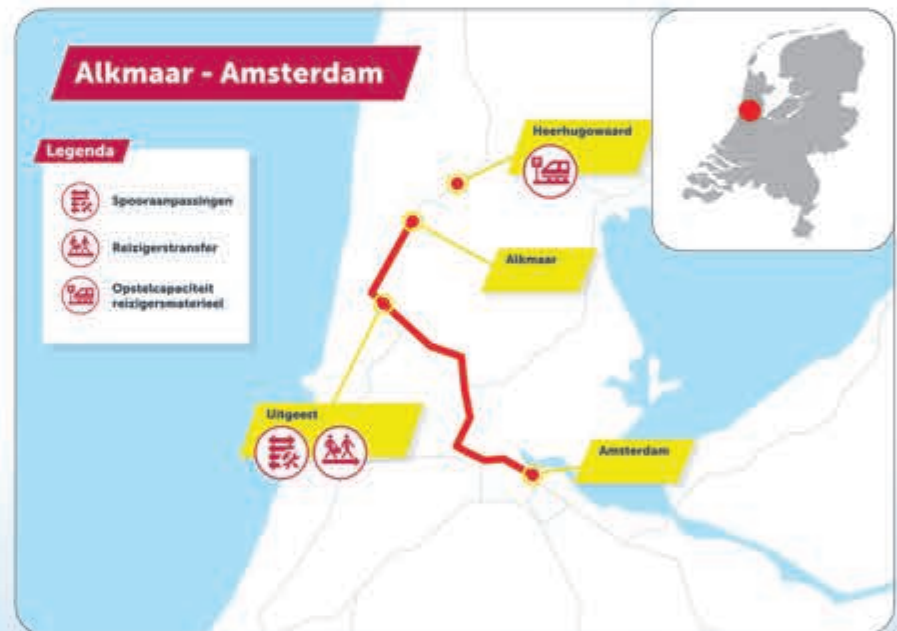 Alkmaar - Amsterdam
Legenda
Spooraanpassingen
Reizigerstransfer
Opstelcapaciteit
reizigersmaterieel
Heerhugowaard
Alkmaar
Uitgeest
Amsterdam